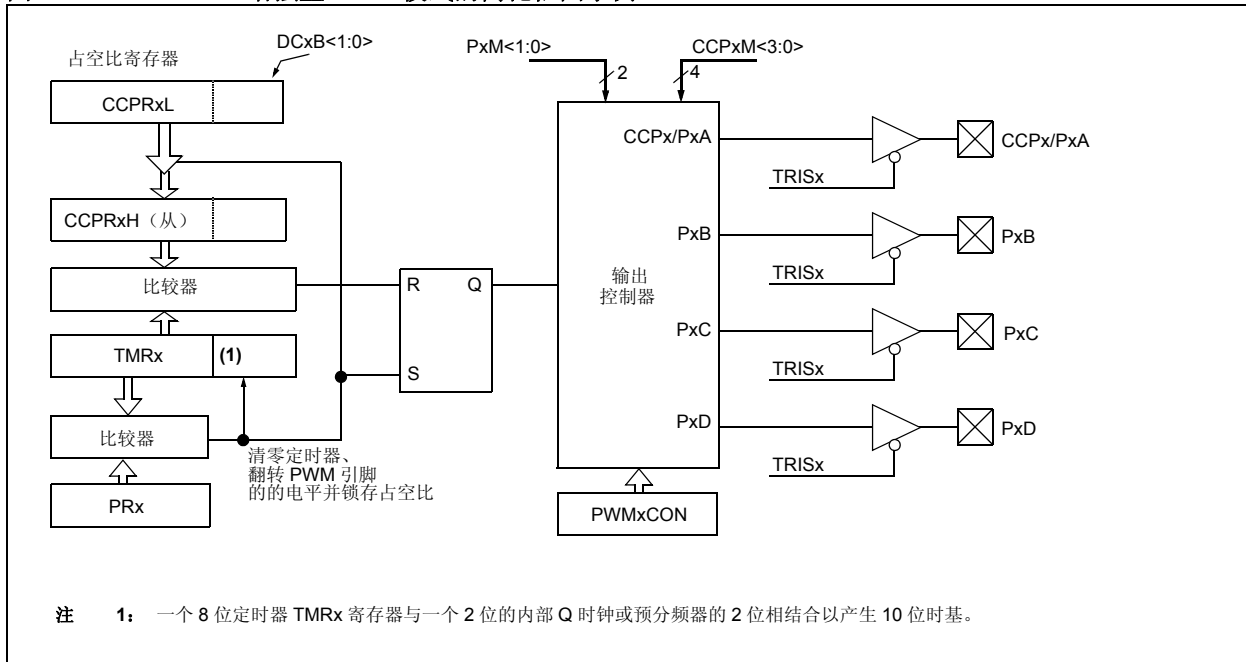 占空比寄存器
DCxB<1:0>
CCPRxL
CCPRxH（从）
比较器
TMRx
(1)
比较器
PRx
清零定时器、
翻转 PWM 引脚
的的电平并锁存占空比
R
Q
S
PxM<1:0>
2
CCPxM<3:0>
4
输出
控制器
CCPx/PxA
PxB
PxC
PxD
PWMxCON
TRISx
CCPx/PxA
TRISx
PxB
TRISx
PxC
TRISx
PxD
注 1： 一个 8 位定时器 TMRx 寄存器与一个 2 位的内部 Q 时钟或预分频器的 2 位相结合以产生 10 位时基。